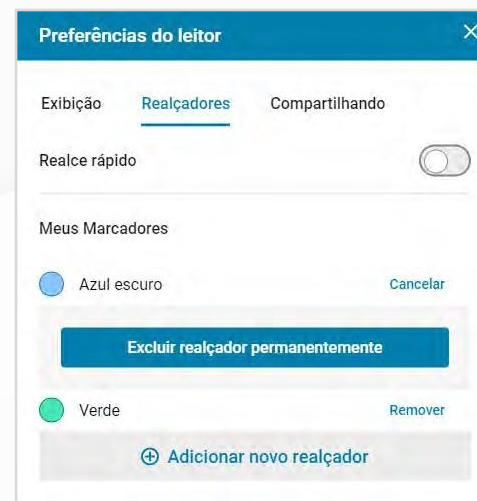 Preferências do leitor
Exibição Realçadores Compartilhando
Realce rápido
Meus Marcadores
Azul escuro Cancelar
Excluir realçador permanentemente
Verde Remover
Adicionar novo realçador